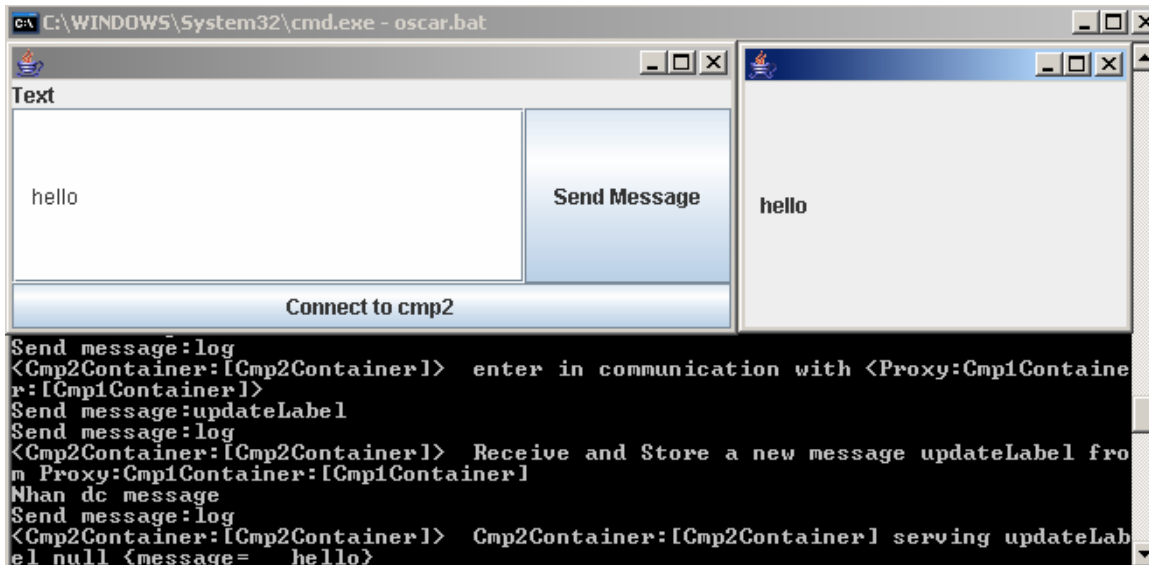 C:\WINDOWS\System32\cmd.exe - oscar.bat
Text
hello
Send Message
hello
Connect to cmp2
Send message:log
<Cmp2Container:[Cmp2Container]>  enter in communication with <Proxy:Cmp1Containe
r:[Cmp1Container]>
Send message:updateLabel
Send message:log
<Cmp2Container:[Cmp2Container]>  Receive and Store a new message updateLabel fro
m Proxy:Cmp1Container:[Cmp1Container]
Nhan dc message
Send message:log
<Cmp2Container:[Cmp2Container]>  Cmp2Container:[Cmp2Container] serving updateLab
el null {message=   hello}